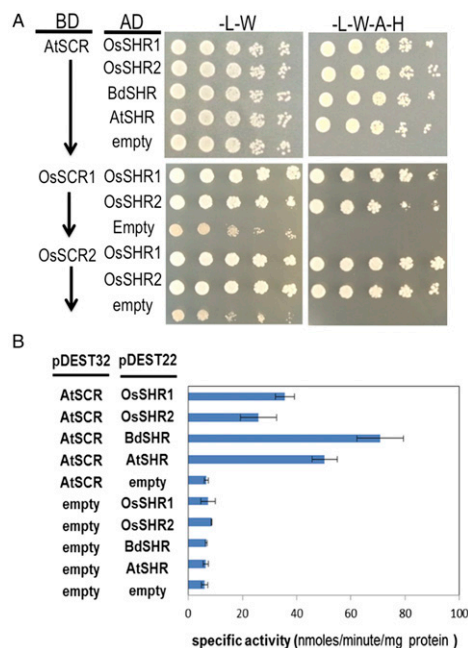 A
BD AD -L-W -L-W-A-H
AtSCR OsSHR1
OsSHR2
BdSHR
AtSHR
empty
OsSCR1 OsSHR1
OsSHR2
Empty
OsSCR2 OsSHR1
OsSHR2
empty
B
pDEST32 pDEST22
AtSCR OsSHR1
AtSCR OsSHR2
AtSCR BdSHR
AtSCR AtSHR
AtSCR empty
empty OsSHR1
empty OsSHR2
empty BdSHR
empty AtSHR
empty empty
0 20 40 60 80 100
specific activity (nmoles/minute/mg protein)